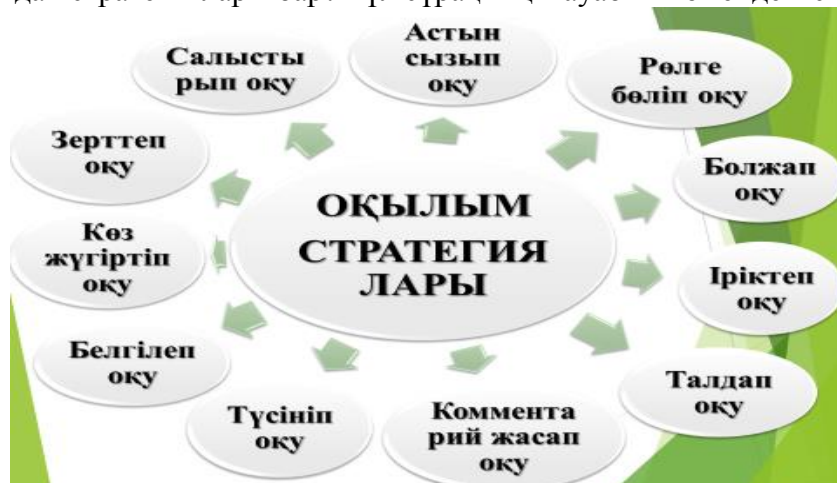 Астын
сызып
оқу
Рөлге
бөліп оқу
Болжап
оқу
Іріктеп
оқу
Талдап
оқу
Коммента
рий жасап
оқу
Түсініп
оқу
Белгілеп
оқу
Көз
жүгіртіп
оқу
Зерттеп
оқу
Салысты
рып оқу
ОҚЫЛЫМ
СТРАТЕГИЯ
ЛАРЫ